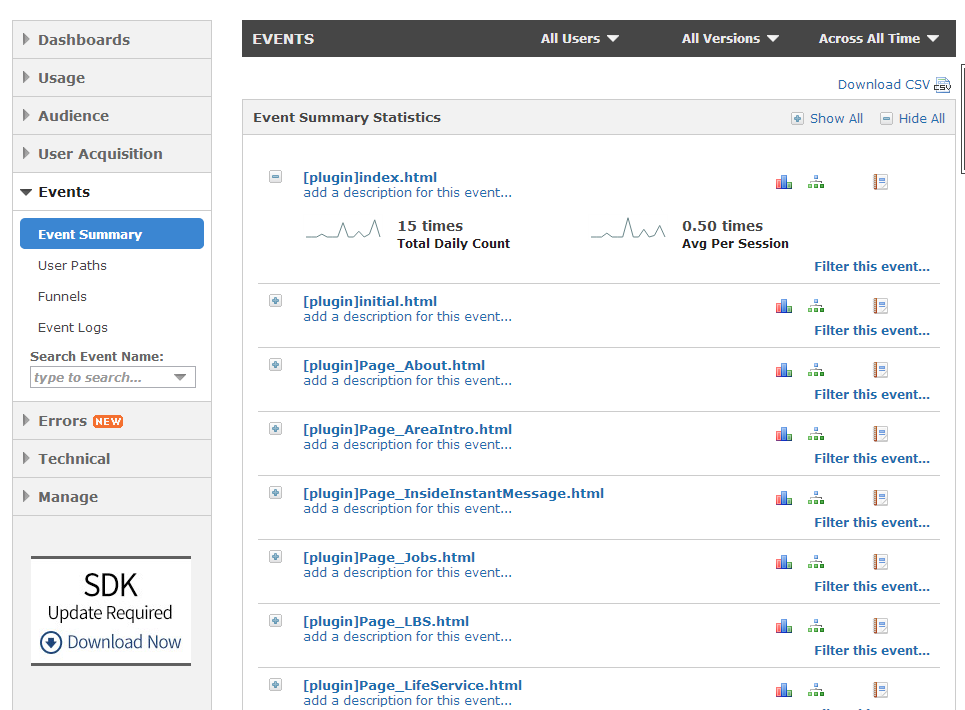 Dashboards
Usage
Audience
User Acquisition
Events
Event Summary
User Paths
Funnels
Event Logs
Search Event Name:
type to search...
Errors NEW
Technical
Manage
SDK
Update Required
Download Now
EVENTS All Users All Versions Across All Time
Download CSV CSV
Event Summary Statistics Show All Hide All
[plugin]index.html
add a description for this event...
15 times 0.50 times
Total Daily Count Avg Per Session
Filter this event...
[plugin]initial.html
add a description for this event...
Filter this event...
[plugin]Page_About.html
add a description for this event...
Filter this event...
[plugin]Page_AreaIntro.html
add a description for this event...
Filter this event...
[plugin]Page_InsideInstantMessage.html
add a description for this event...
Filter this event...
[plugin]Page_Jobs.html
add a description for this event...
Filter this event...
[plugin]Page_LBS.html
add a description for this event...
Filter this event...
[plugin]Page_LifeService.html
add a description for this event...